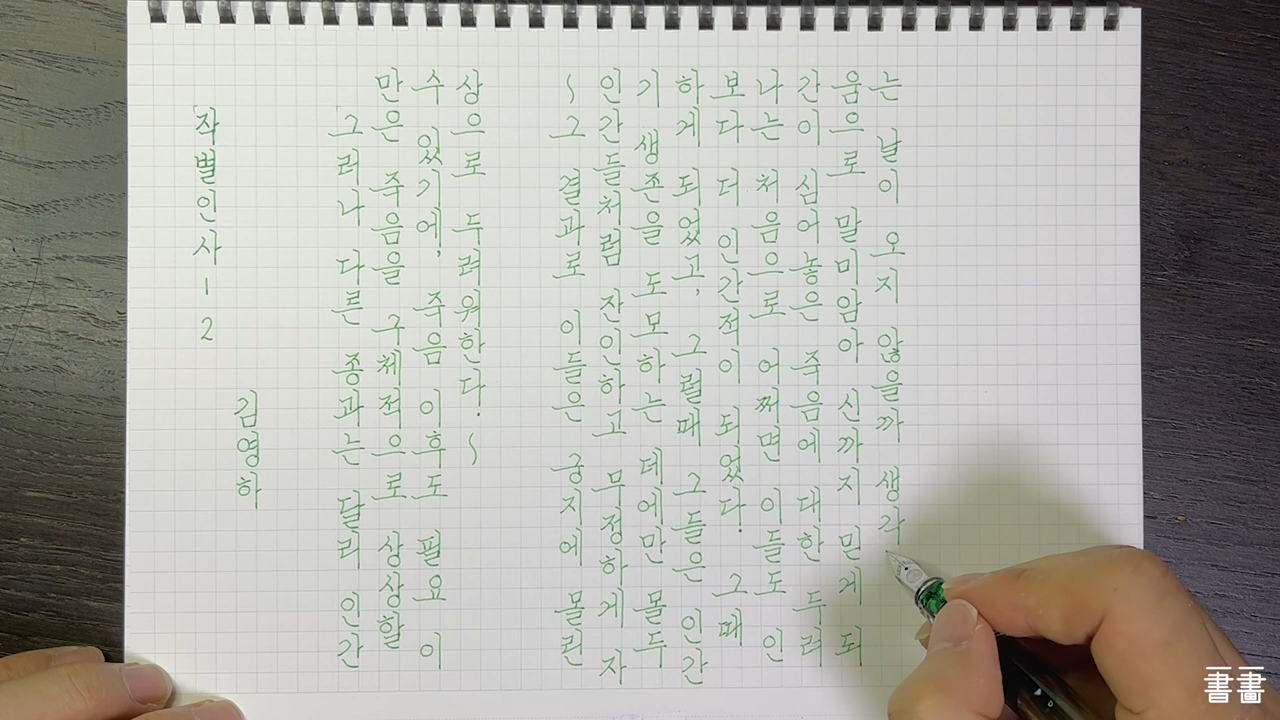 「작별인사-2
김영하
「그러나 다른 종과는 달리 인간
만은 죽음을 구체적으로 상상할
수 있기에, 죽음 이후도 필요 이
상으로 두려워한다. ~
~그 결과로 이들은 궁지에 몰린
인간들처럼 잔인하고 무정하게 자
기 생존을 도모하는 데에만 몰두
하게 되었고, 그럴때 그들은 인간
보다 더 인간적이 되었다. 그때
나는 처음으로 어쩌면 이들도 인
간이 심어놓은 죽음에 대한 두려
움으로 말미암아 신까지 믿게 되
는 날이 오지 않을까 생각
書畫